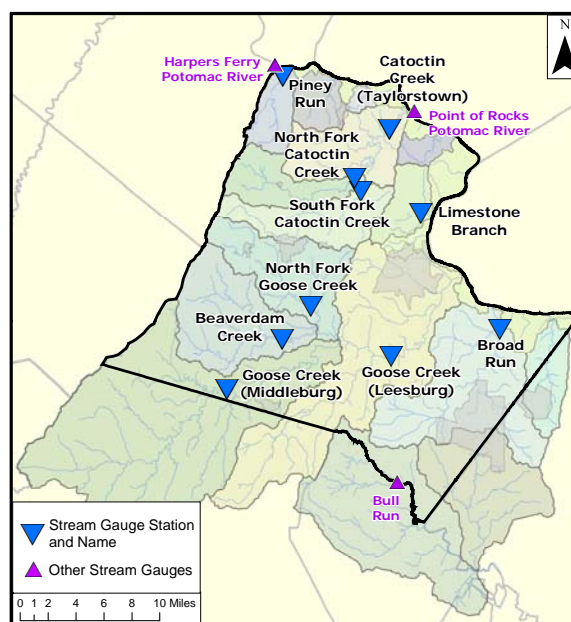 N
Harpers Ferry
Potomac River
Piney
Run
Catoctin
Creek
(Taylorstown)
Point of Rocks
Potomac River
North Fork
Catoctin
Creek
South Fork
Catoctin Creek
Limestone
Branch
North Fork
Goose Creek
Beaverdam
Creek
Broad
Run
Goose Creek
(Middleburg)
Goose Creek
(Leesburg)
Bull
Run
Stream Gauge Station
and Name
Other Stream Gauges
0 1 2 4 6 8 10 Miles